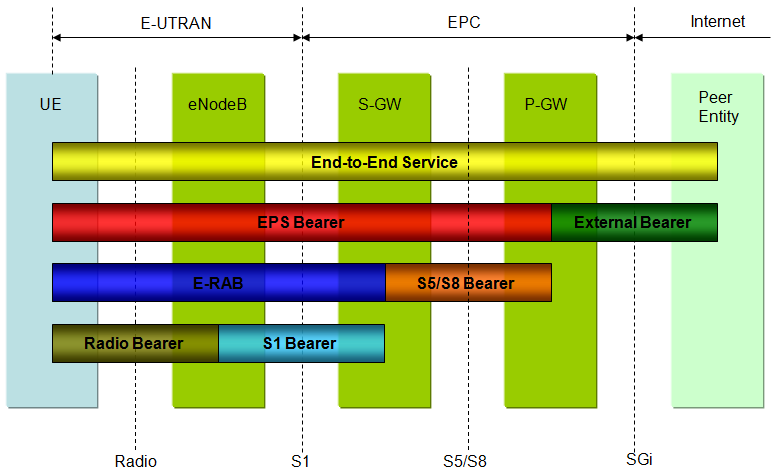 E-UTRAN
EPC
Internet
UE
eNodeB
S-GW
P-GW
Peer
Entity
End-to-End Service
EPS Bearer
External Bearer
E-RAB
S5/S8 Bearer
Radio Bearer
S1 Bearer
Radio
S1
S5/S8
SGi